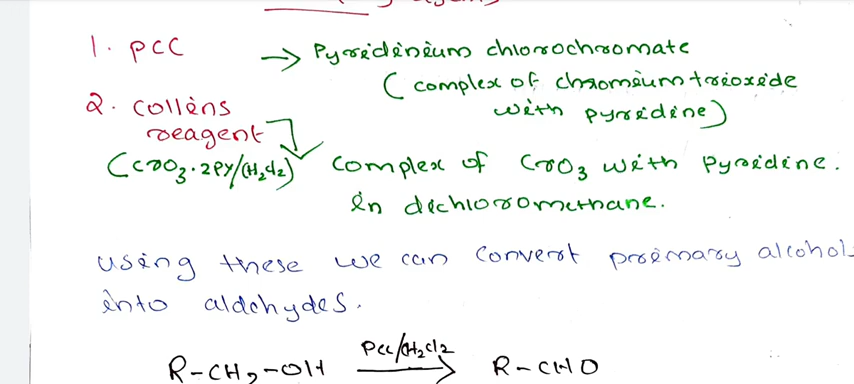 1. PCC → Pyridinium chlorochromate
(complex of chromium trioxide
with pyridine)
2. collins
reagent
(CrO3.2PY/CH2Cl2) complex of CrO3 with Pyridine.
in dichloromethane.
using these we can convert primary alcohol
into aldehydes.
R-CH2-OH PCC/CH2Cl2 → R-CHO